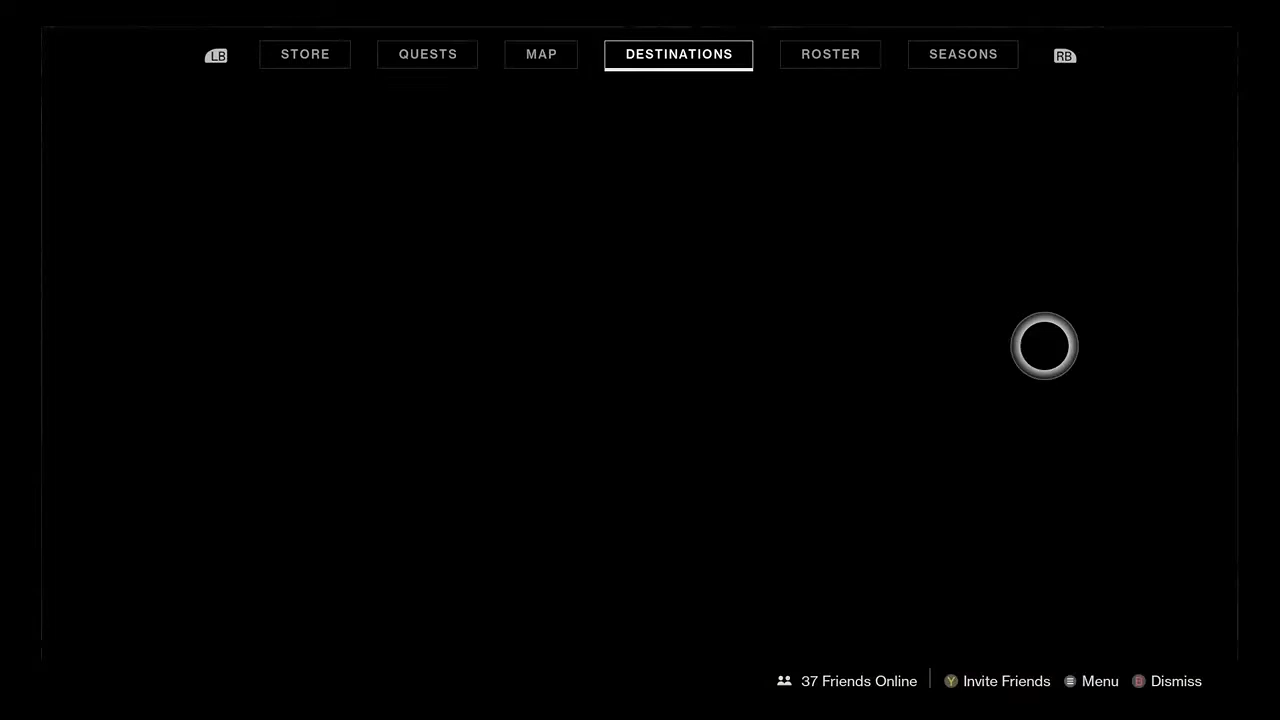 LB STORE QUESTS MAP DESTINATIONS ROSTER SEASONS RB
37 Friends Online Y Invite Friends Menu B Dismiss